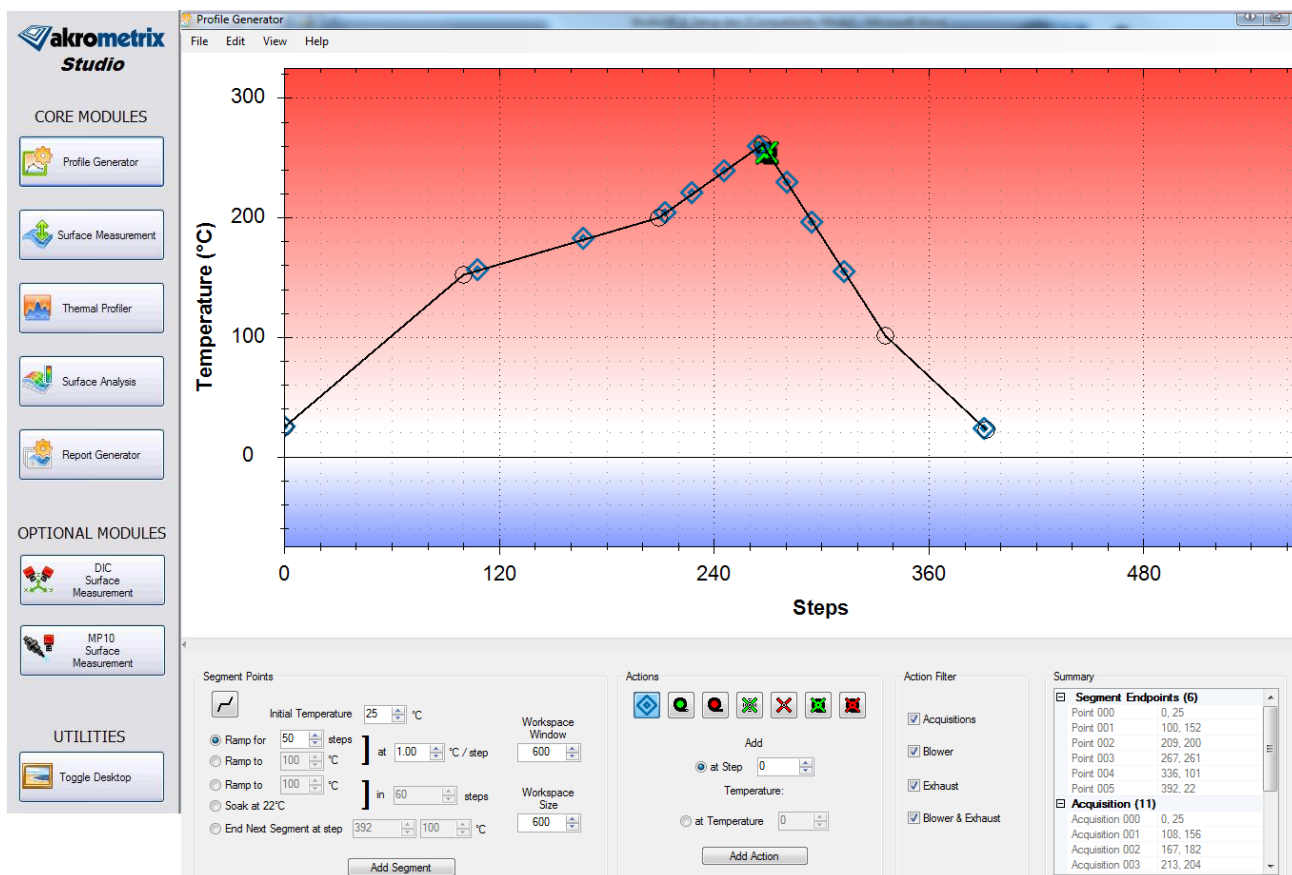 akrometrix
Studio
CORE MODULES
Profile Generator
Surface Measurement
Thermal Profiler
Surface Analysis
Report Generator
OPTIONAL MODULES
DIC
Surface
Measurement
MP10
Surface
Measurement
UTILITIES
Toggle Desktop
Profile Generator
File Edit View Help
Temperature (°C)
300
200
100
0
0 120 240 360 480
Steps
Segment Points
Initial Temperature 25 °C
Ramp for 50 steps
Ramp to 100 °C
] at 1.00 °C / step
Ramp to 100 °C
Soak at 22°C
] in 60 steps
End Next Segment at step 392 100 °C
Add Segment
Workspace
Window
600
Workspace
Size
600
Actions
Add
at Step 0
Temperature:
at Temperature 0
Add Action
Action Filter
Acquisitions
Blower
Exhaust
Blower & Exhaust
Summary
Segment Endpoints (6)
Point 000 0, 25
Point 001 100, 152
Point 002 209, 200
Point 003 267, 261
Point 004 336, 101
Point 005 392, 22
Acquisition (11)
Acquisition 000 0, 25
Acquisition 001 108, 156
Acquisition 002 167, 182
Acquisition 003 213, 204